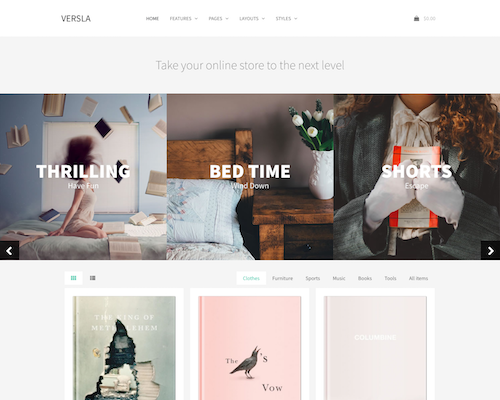 VERSLA
HOME FEATURES PAGES LAYOUTS STYLES £0.00
Take your online store to the next level
THRILLING BED TIME SHORTS
Have Fun Wind Down Escape
Clothes Furniture Sports Music Books Tools All items
THE KING OF
METHLEHEM
The 's
Vow
COLUMBINE